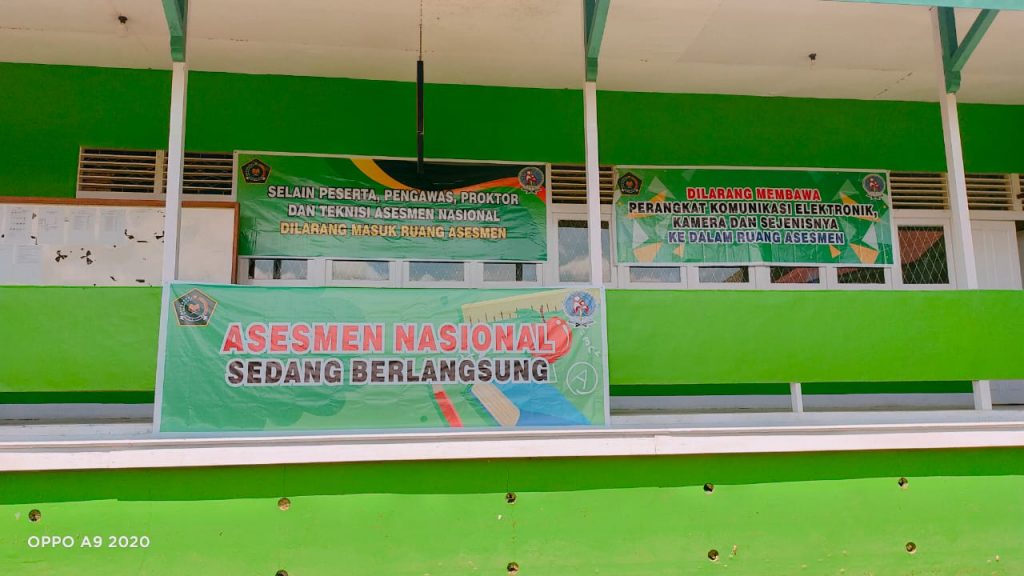 SELAIN PESERTA, PENGAWAS, PROKTOR
DAN TEKNISI ASESMEN NASIONAL
DILARANG MASUK RUANG ASESMEN
DILARANG MEMBAWA
PERANGKAT KOMUNIKASI ELEKTRONIK,
KAMERA DAN SEJENISNYA
KE DALAM RUANG ASESMEN
ASESMEN NASIONAL
SEDANG BERLANGSUNG
A
OPPO A9 2020